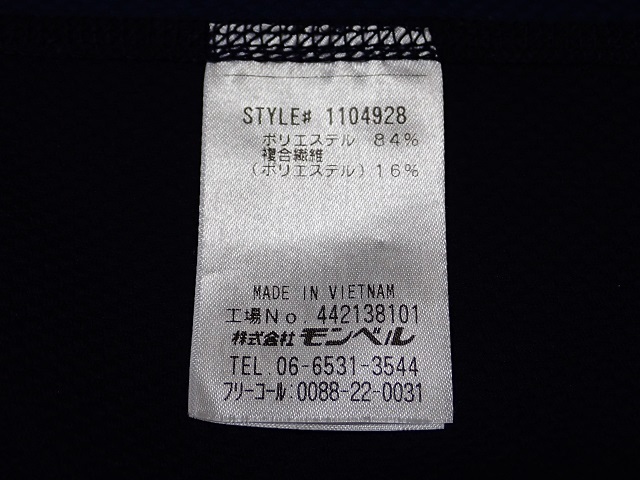 STYLE# 1104928
ポリエステル 84%
複合繊維
(ポリエステル) 16%
MADE IN VIETNAM
工場No. 442138101
株式会社 モンベル
TEL. 06-6531-3544
フリーコール: 0088-22-0031